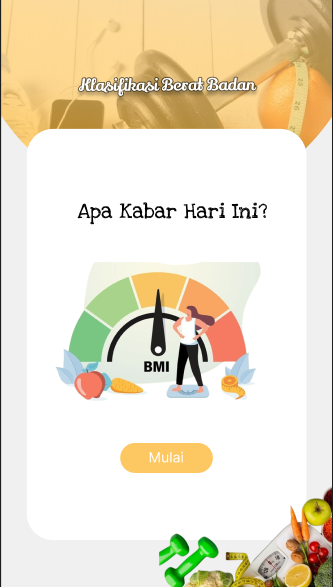 Klasifikasi Berat Badan
Apa Kabar Hari Ini?
BMI
Mulai